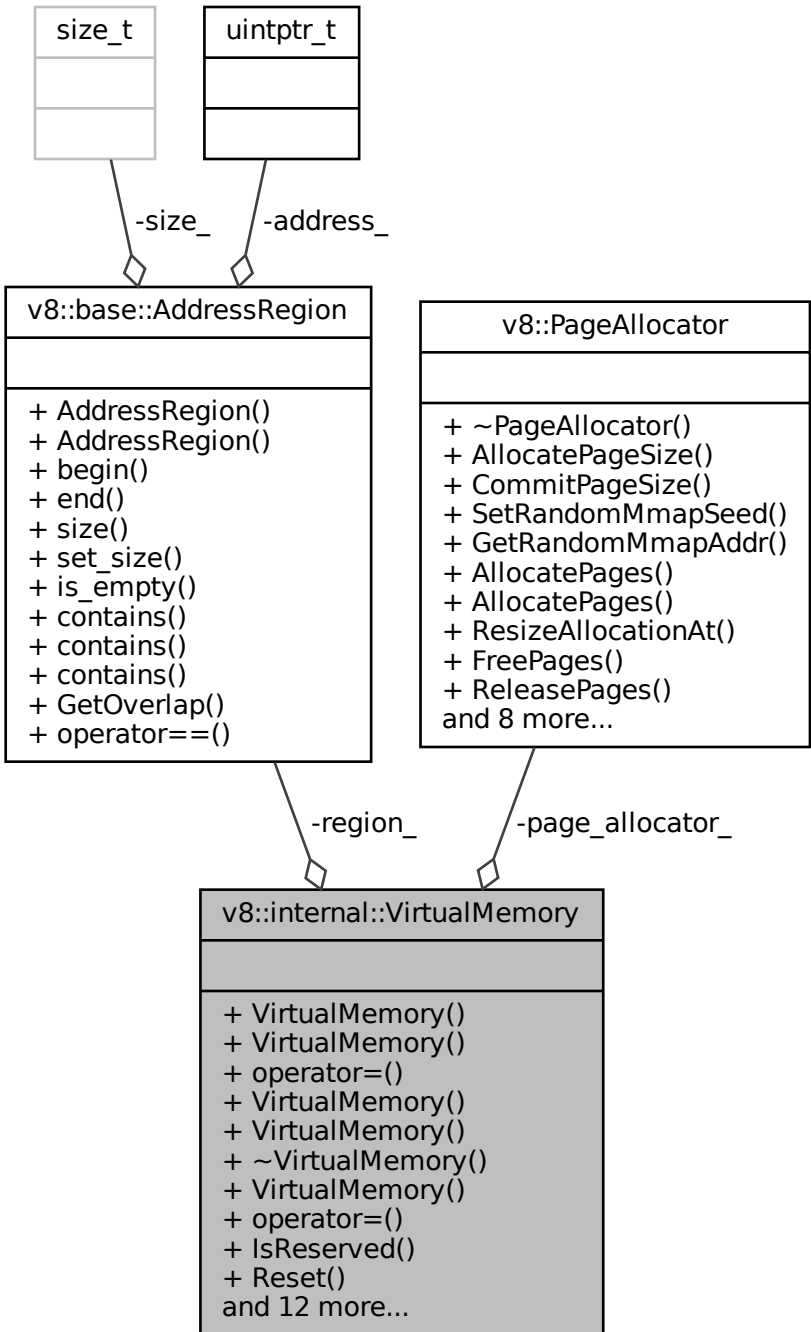 size_t
uintptr_t
-size_
-address_
v8::base::AddressRegion
+ AddressRegion()
+ AddressRegion()
+ begin()
+ end()
+ size()
+ set_size()
+ is_empty()
+ contains()
+ contains()
+ contains()
+ GetOverlap()
+ operator==()
v8::PageAllocator
+ ~PageAllocator()
+ AllocatePageSize()
+ CommitPageSize()
+ SetRandomMmapSeed()
+ GetRandomMmapAddr()
+ AllocatePages()
+ AllocatePages()
+ ResizeAllocationAt()
+ FreePages()
+ ReleasePages()
and 8 more...
-region_
-page_allocator_
v8::internal::VirtualMemory
+ VirtualMemory()
+ VirtualMemory()
+ operator=()
+ VirtualMemory()
+ VirtualMemory()
+ ~VirtualMemory()
+ VirtualMemory()
+ operator=()
+ IsReserved()
+ Reset()
and 12 more...